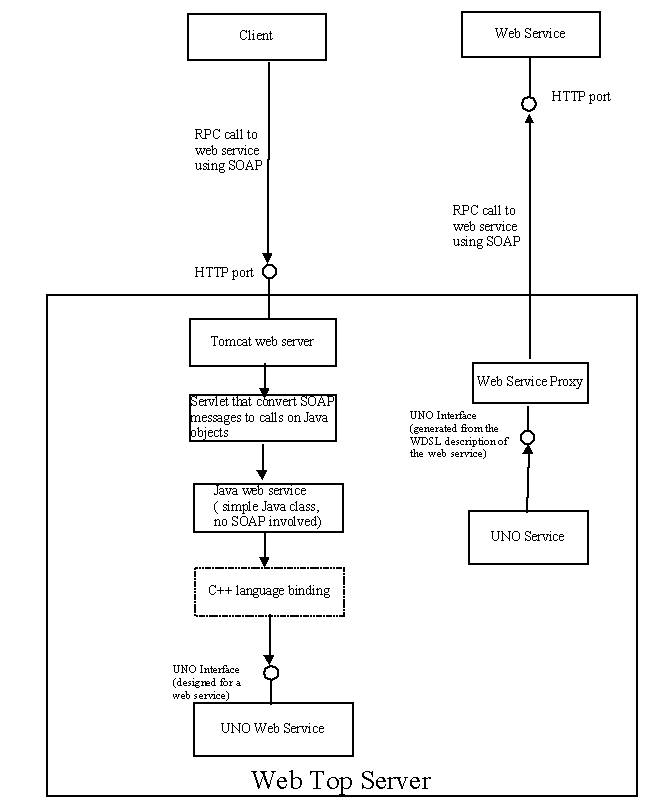 Client
Web Service
HTTP port
RPC call to
web service
using SOAP
RPC call to
web service
using SOAP
HTTP port
Tomcat web server
Servlet that convert SOAP
messages to calls on Java
objects
Java web service
( simple Java class,
no SOAP involved)
C++ language binding
UNO Interface
(designed for a
web service)
UNO Web Service
Web Service Proxy
UNO Interface
(generated from the
WDSL description of
the web service)
UNO Service
Web Top Server